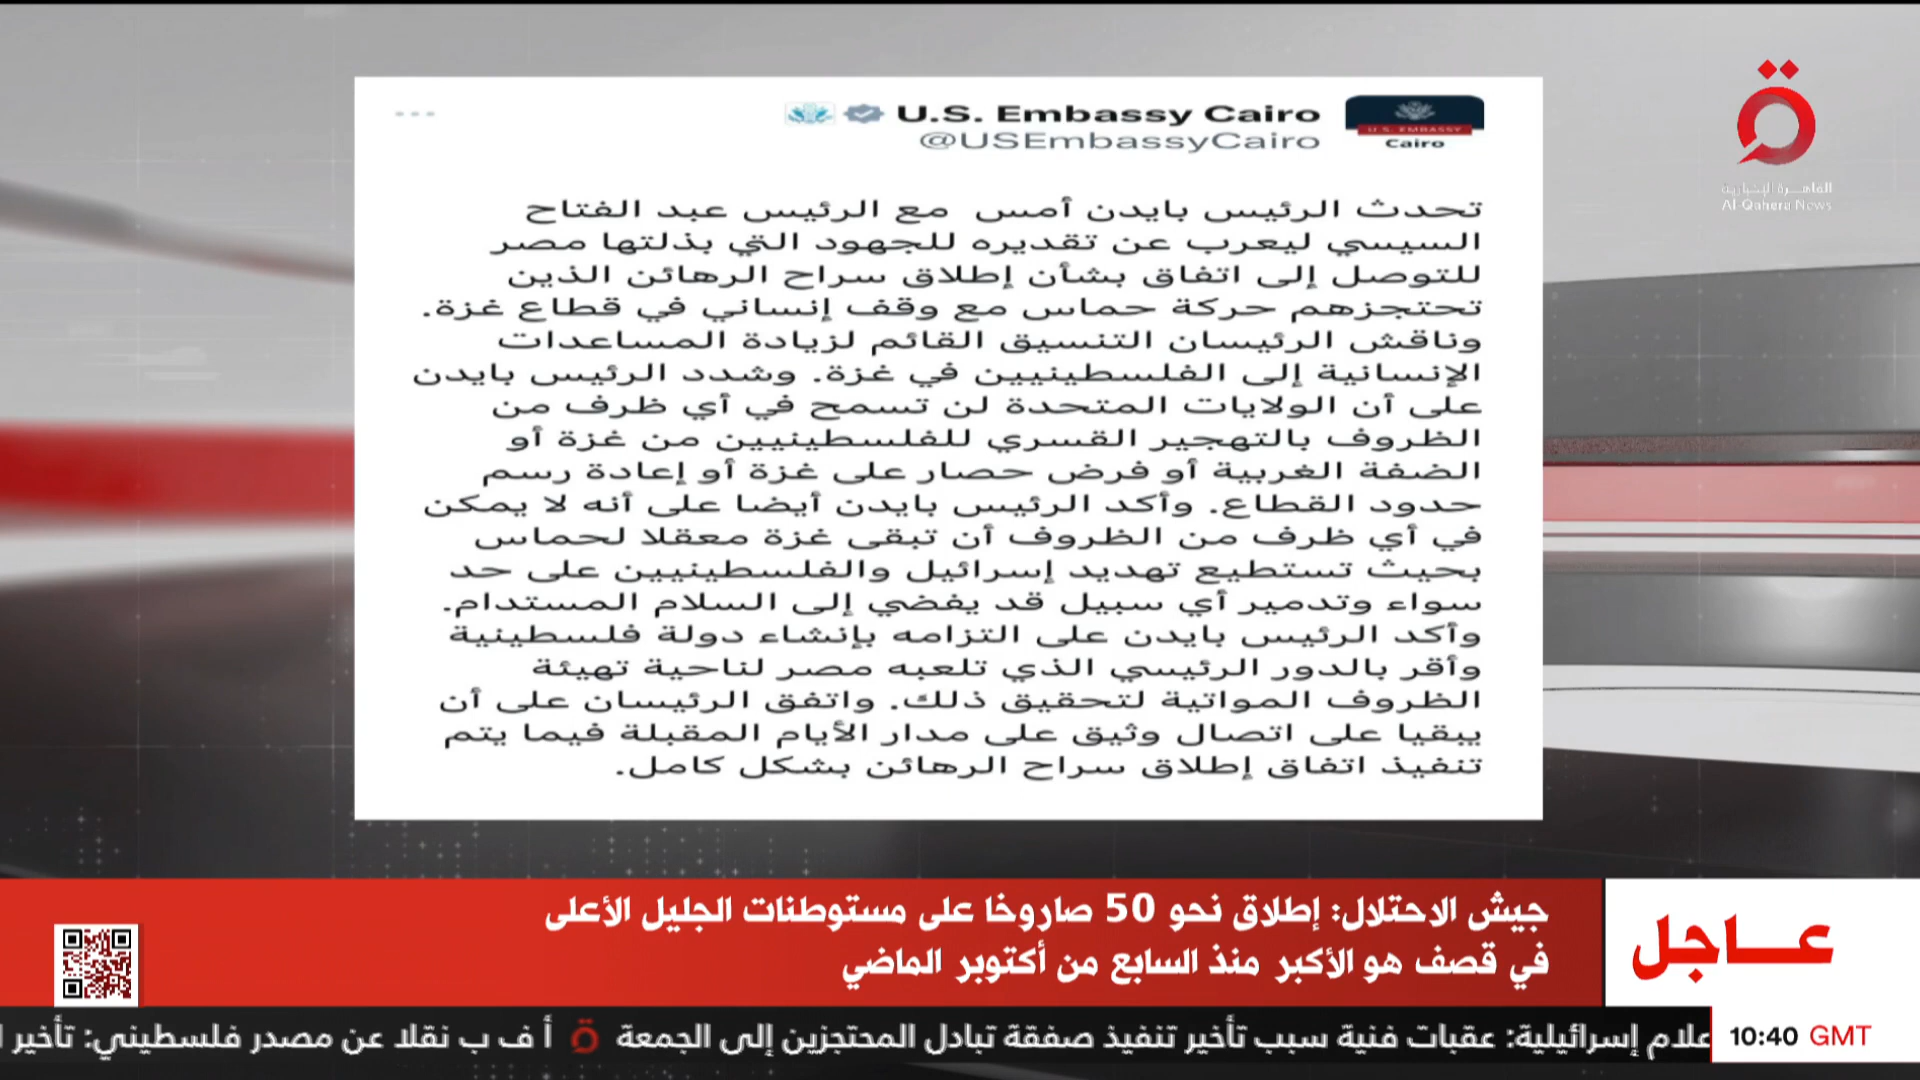 U.S. Embassy Cairo
@USEmbassyCairo
U.S. EMBASSY
Cairo
القاهرة الإخبارية
Al-Qahera News
تحدث الرئيس بايدن أمس مع الرئيس عبد الفتاح
السيسي ليعرب عن تقديره للجهود التي بذلتها مصر
للتوصل إلى اتفاق بشأن إطلاق سراح الرهائن الذين
تحتجزهم حركة حماس مع وقف إنساني في قطاع غزة.
وناقش الرئيسان التنسيق القائم لزيادة المساعدات
الإنسانية إلى الفلسطينيين في غزة. وشدد الرئيس بايدن
على أن الولايات المتحدة لن تسمح في أي ظرف من
الظروف بالتهجير القسري للفلسطينيين من غزة أو
الضفة الغربية أو فرض حصار على غزة أو إعادة رسم
حدود القطاع. وأكد الرئيس بايدن أيضا على أنه لا يمكن
في أي ظرف من الظروف أن تبقى غزة معقلا لحماس
بحيث تستطيع تهديد إسرائيل والفلسطينيين على حد
سواء وتدمير أي سبيل قد يفضي إلى السلام المستدام.
وأكد الرئيس بايدن على التزامه بإنشاء دولة فلسطينية
وأقر بالدور الرئيسي الذي تلعبه مصر لناحية تهيئة
الظروف المواتية لتحقيق ذلك. واتفق الرئيسان على أن
يبقيا على اتصال وثيق على مدار الأيام المقبلة فيما يتم
تنفيذ اتفاق إطلاق سراح الرهائن بشكل كامل.
عـاجل
جيش الاحتلال: إطلاق نحو 50 صاروخا على مستوطنات الجليل الأعلى
في قصف هو الأكبر منذ السابع من أكتوبر الماضي
علام إسرائيلية: عقبات فنية سبب تأخير تنفيذ صفقة تبادل المحتجزين إلى الجمعة أ ف ب نقلا عن مصدر فلسطيني: تأخير
10:40 GMT